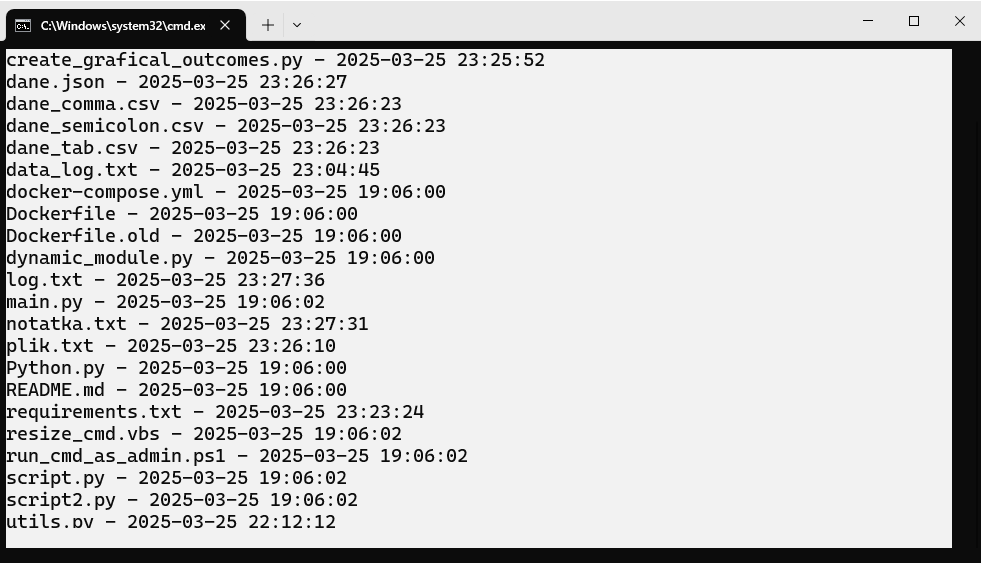 C:\Windows\system32\cmd.ex
create_grafical_outcomes.py - 2025-03-25 23:25:52
dane.json - 2025-03-25 23:26:27
dane_comma.csv - 2025-03-25 23:26:23
dane_semicolon.csv - 2025-03-25 23:26:23
dane_tab.csv - 2025-03-25 23:26:23
data_log.txt - 2025-03-25 23:04:45
docker-compose.yml - 2025-03-25 19:06:00
Dockerfile - 2025-03-25 19:06:00
Dockerfile.old - 2025-03-25 19:06:00
dynamic_module.py - 2025-03-25 19:06:00
log.txt - 2025-03-25 23:27:36
main.py - 2025-03-25 19:06:02
notatka.txt - 2025-03-25 23:27:31
plik.txt - 2025-03-25 23:26:10
Python.py - 2025-03-25 19:06:00
README.md - 2025-03-25 19:06:00
requirements.txt - 2025-03-25 23:23:24
resize_cmd.vbs - 2025-03-25 19:06:02
run_cmd_as_admin.ps1 - 2025-03-25 19:06:02
script.py - 2025-03-25 19:06:02
script2.py - 2025-03-25 19:06:02
utils.py - 2025-03-25 22:12:12